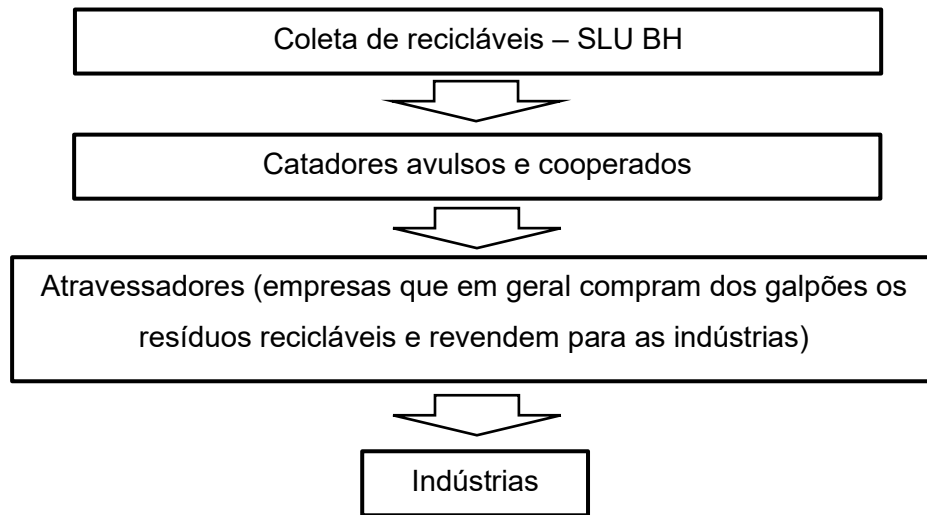 Coleta de recicláveis – SLU BH
Catadores avulsos e cooperados
Atravessadores (empresas que em geral compram dos galpões os
resíduos recicláveis e revendem para as indústrias)
Indústrias